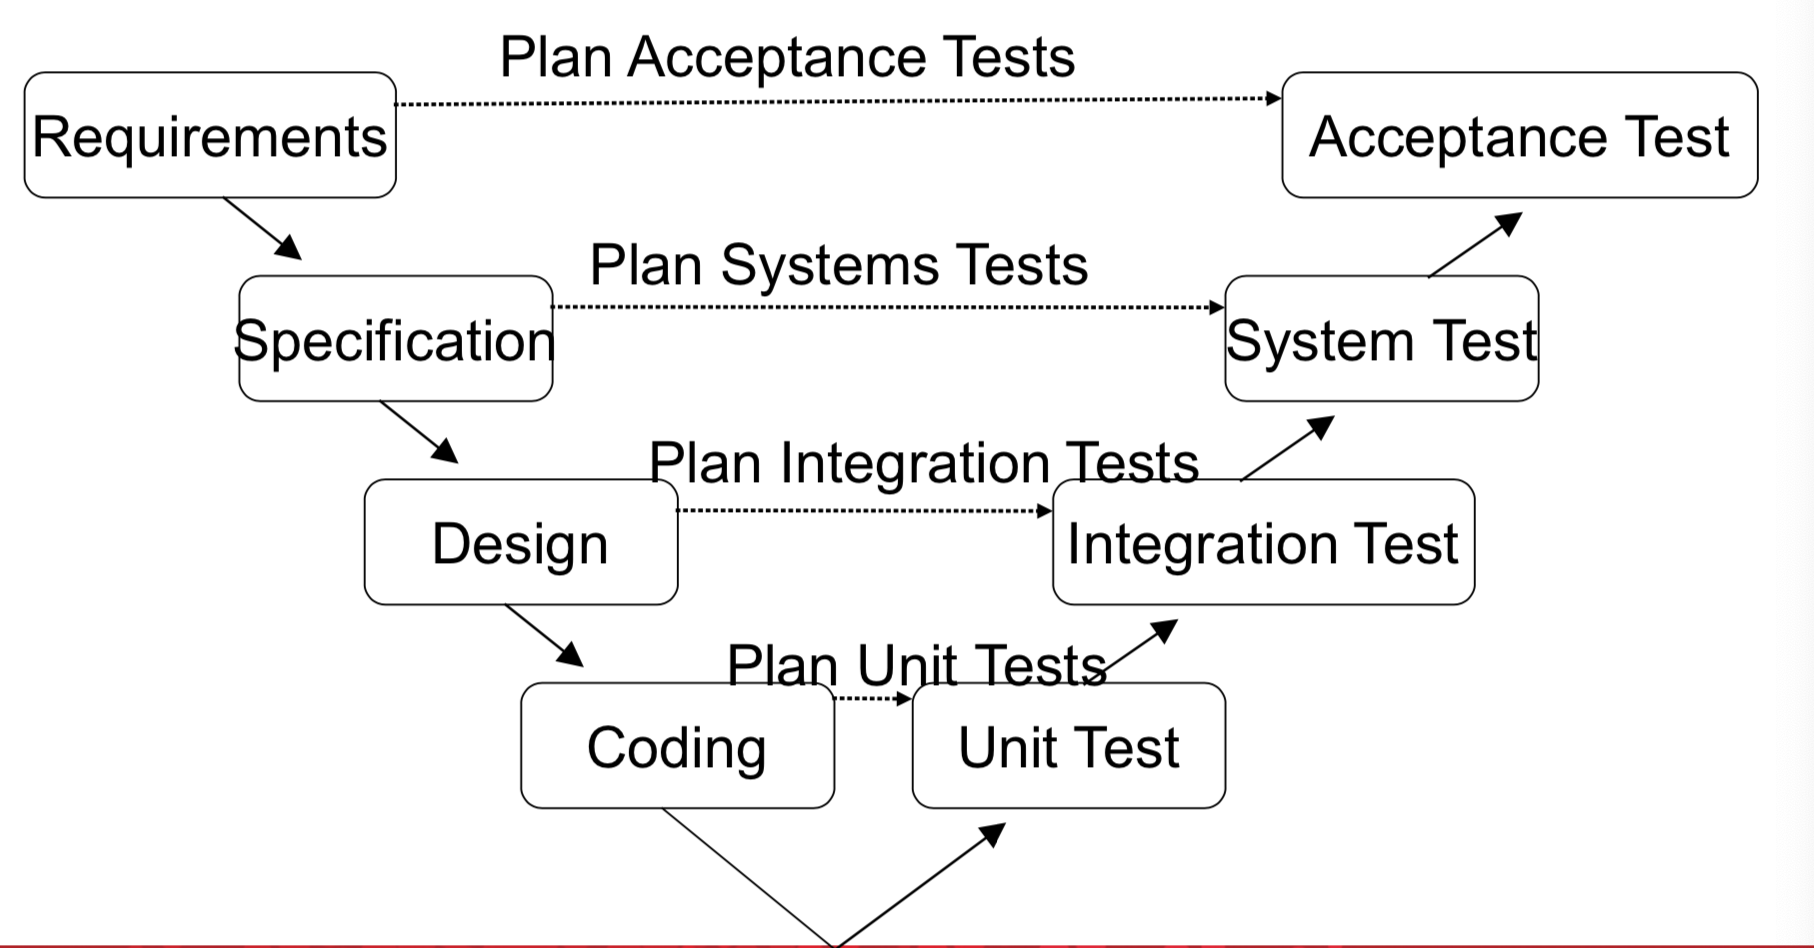 Plan Acceptance Tests
Requirements
Acceptance Test
Plan Systems Tests
Specification
System Test
Plan Integration Tests
Design
Integration Test
Plan Unit Tests
Coding
Unit Test